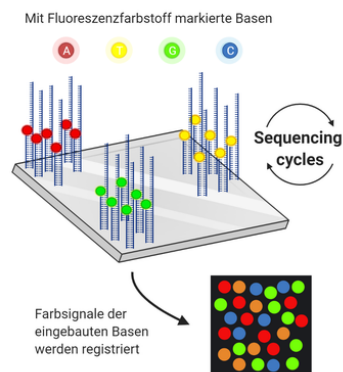 Mit Fluoreszenzfarbstoff markierte Basen
A T G C
Sequencing
cycles
Farbsignale der
eingebauten Basen
werden registriert